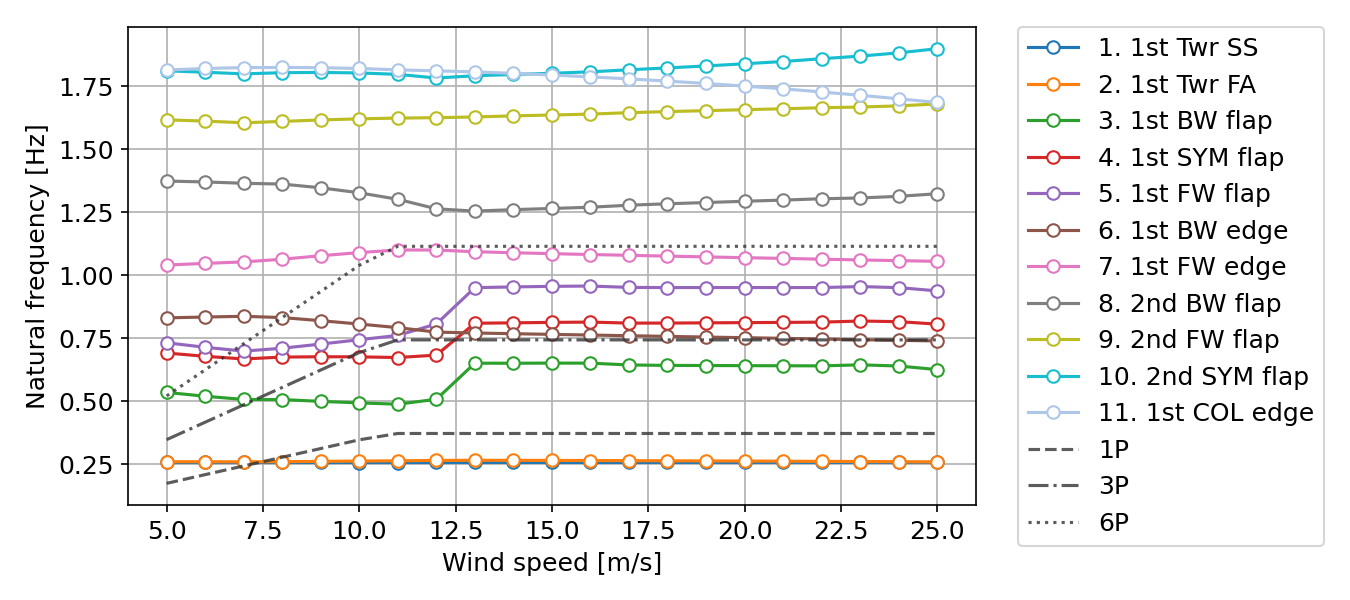 Natural frequency [Hz]
1.75
1.50
1.25
1.00
0.75
0.50
0.25
5.0 7.5 10.0 12.5 15.0 17.5 20.0 22.5 25.0
Wind speed [m/s]
1. 1st Twr SS
2. 1st Twr FA
3. 1st BW flap
4. 1st SYM flap
5. 1st FW flap
6. 1st BW edge
7. 1st FW edge
8. 2nd BW flap
9. 2nd FW flap
10. 2nd SYM flap
11. 1st COL edge
1P
3P
6P